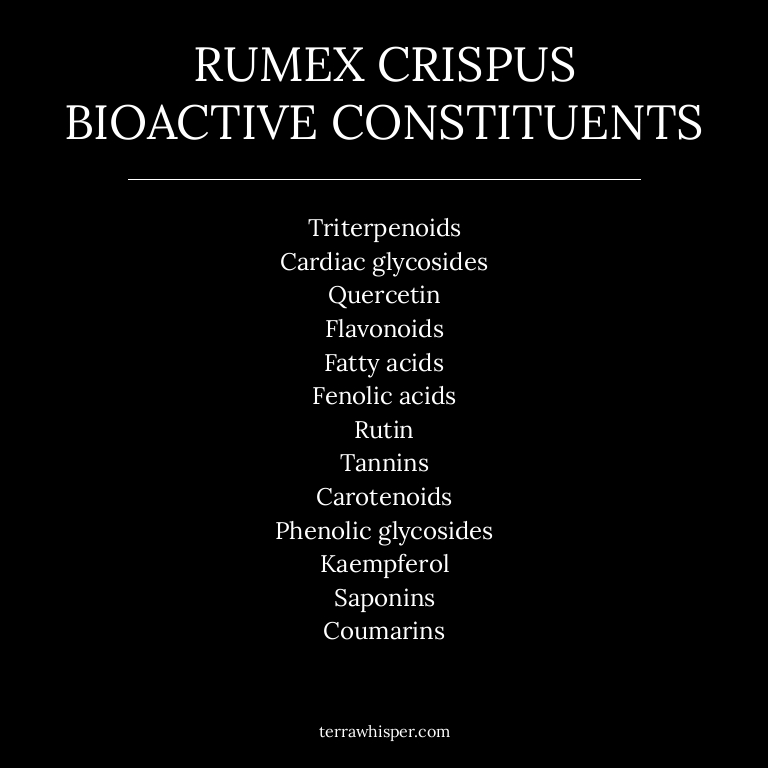 RUMEX CRISPUS
BIOACTIVE CONSTITUENTS
Triterpenoids
Cardiac glycosides
Quercetin
Flavonoids
Fatty acids
Fenolic acids
Rutin
Tannins
Carotenoids
Phenolic glycosides
Kaempferol
Saponins
Coumarins
terrawhisper.com